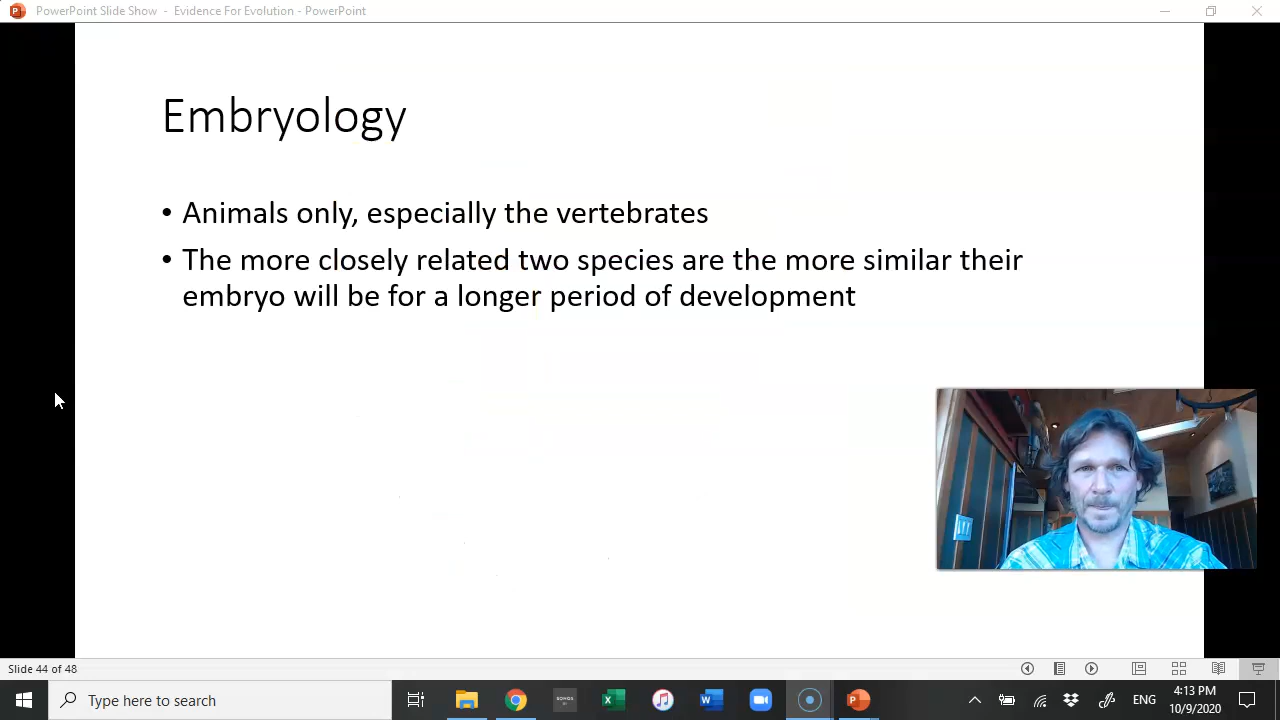 PowerPoint Slide Show - Evidence For Evolution - PowerPoint
Embryology
• Animals only, especially the vertebrates
• The more closely related two species are the more similar their
embryo will be for a longer period of development
Slide 44 of 48
Type here to search
ENG
4:13 PM
10/9/2020